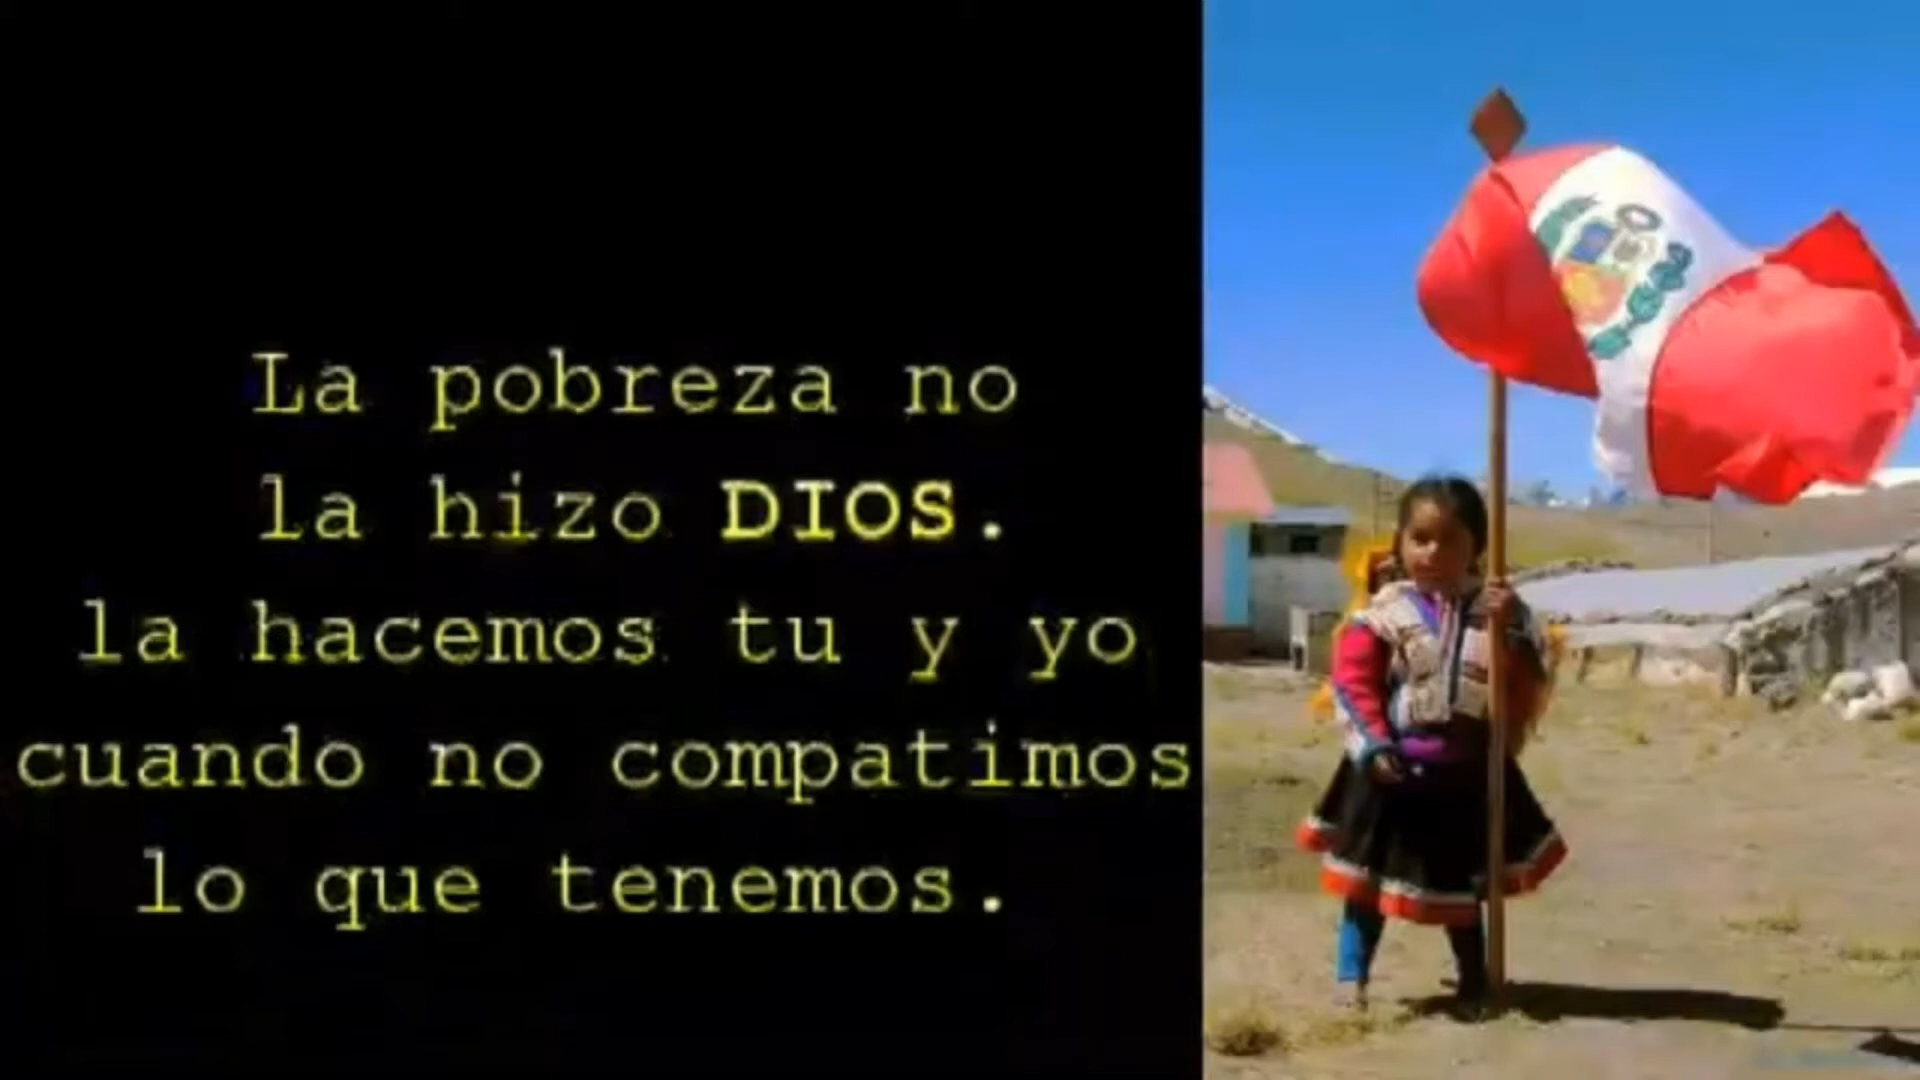 La pobreza no
la hizo DIOS.
la hacemos tu y yo
cuando no compatimos
lo que tenemos.